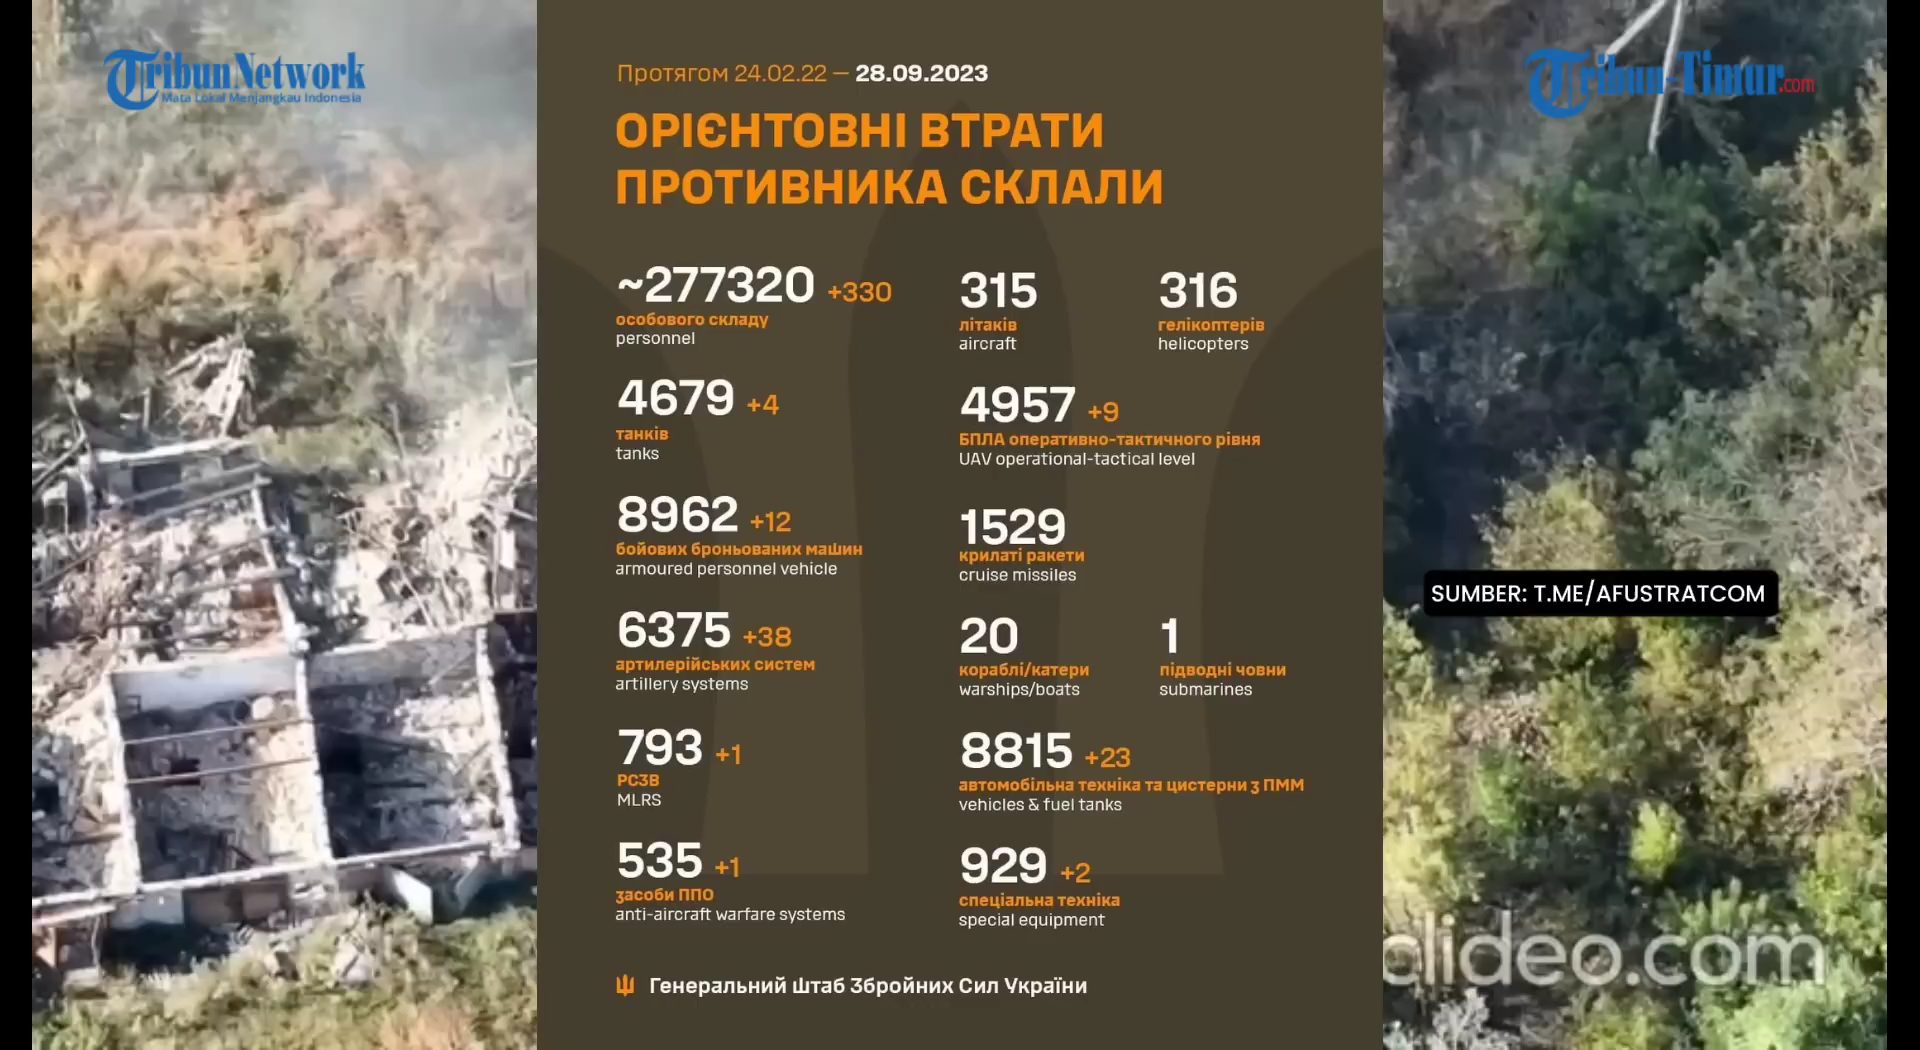 TribunNetwork
Mata Lokal Menjangkau Indonesia
Tribun-Timur.com
Протягом 24.02.22 — 28.09.2023
ОРІЄНТОВНІ ВТРАТИ
ПРОТИВНИКА СКЛАЛИ
~277320 +330
особового складу
personnel
315
літаків
aircraft
316
гелікоптерів
helicopters
4679 +4
танків
tanks
4957 +9
БПЛА оперативно-тактичного рівня
UAV operational-tactical level
8962 +12
бойових броньованих машин
armoured personnel vehicle
1529
крилаті ракети
cruise missiles
6375 +38
артилерійських систем
artillery systems
20
кораблі/катери
warships/boats
1
підводні човни
submarines
793 +1
РСЗВ
MLRS
8815 +23
автомобільна техніка та цистерни з ПММ
vehicles & fuel tanks
535 +1
засоби ППО
anti-aircraft warfare systems
929 +2
спеціальна техніка
special equipment
Генеральний штаб Збройних Сил України
SUMBER: T.ME/AFUSTRATCOM
clideo.com